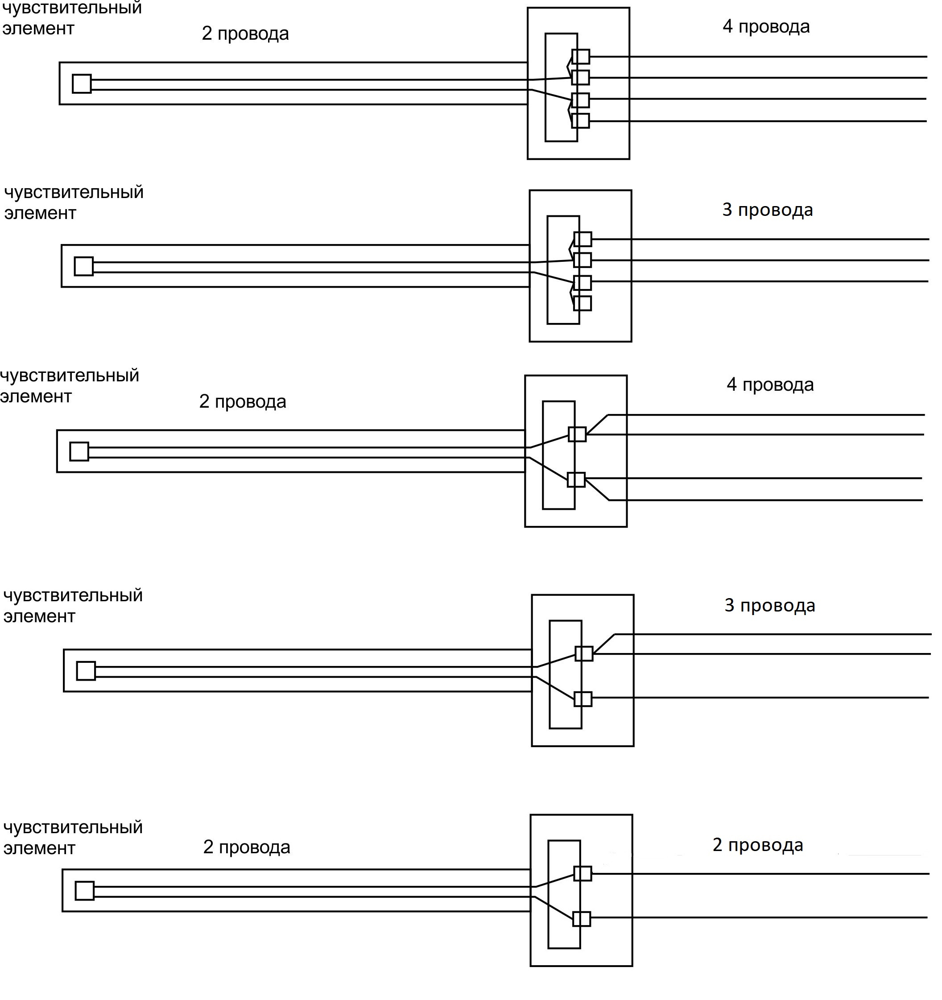 чувствительный
элемент
2 провода
4 провода
чувствительный
элемент
3 провода
чувствительный
элемент
2 провода
4 провода
чувствительный
элемент
3 провода
чувствительный
элемент
2 провода
2 провода